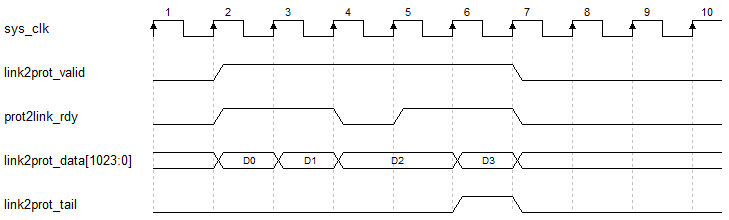 1 2 3 4 5 6 7 8 9 10
sys_clk
link2prot_valid
prot2link_rdy
link2prot_data[1023:0] D0 D1 D2 D3
link2prot_tail